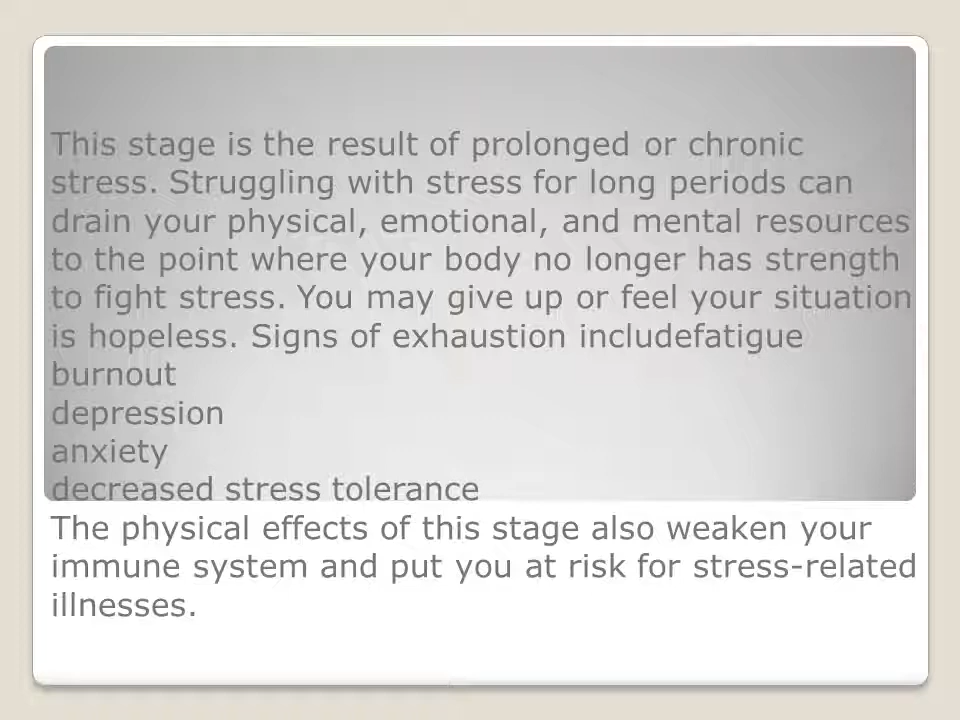 This stage is the result of prolonged or chronic
stress. Struggling with stress for long periods can
drain your physical, emotional, and mental resources
to the point where your body no longer has strength
to fight stress. You may give up or feel your situation
is hopeless. Signs of exhaustion includefatigue
burnout
depression
anxiety
decreased stress tolerance
The physical effects of this stage also weaken your
immune system and put you at risk for stress-related
illnesses.